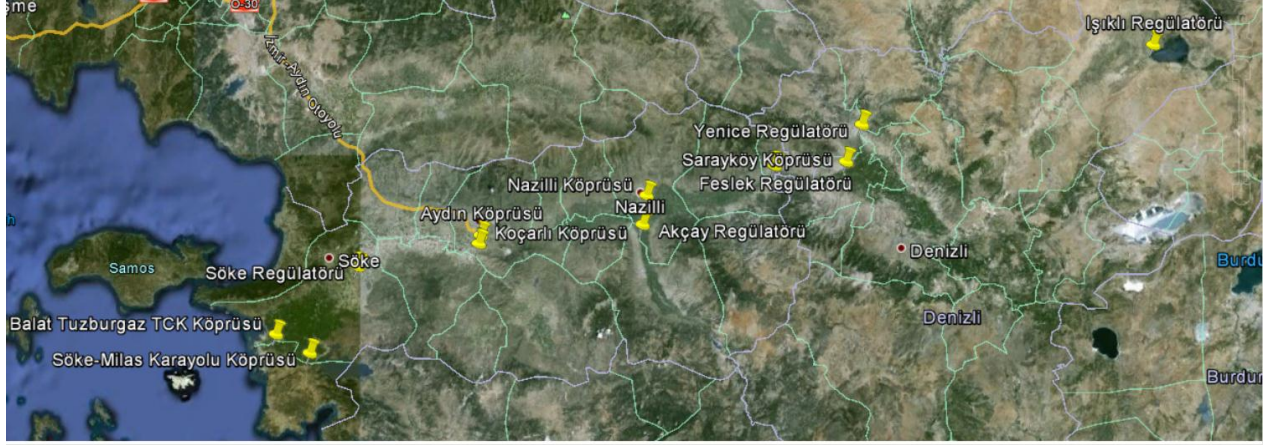 şme
O-30
Işıklı Regülatörü
İzmir-Aydın Otoyolu
Yenice Regülatörü
Sarayköy Köprüsü
Nazilli Köprüsü
Feslek Regülatörü
Nazilli
Aydın Köprüsü
Koçarlı Köprüsü
Akçay Regülatörü
Denizli
Söke
Samos
Söke Regülatörü
Burdu
Denizli
Balat Tuzburgaz TCK Köprüsü
Söke-Milas Karayolu Köprüsü
Burdur